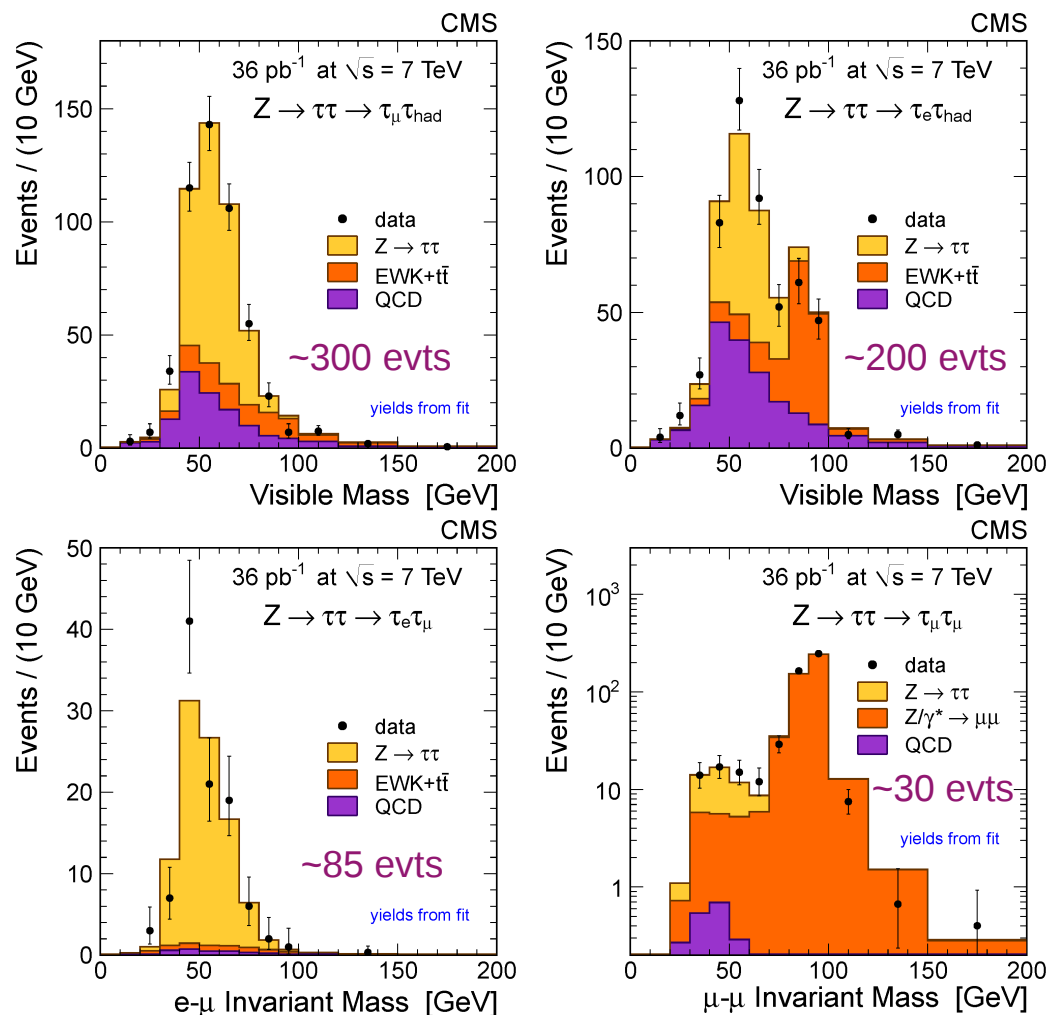 CMS
36 pb⁻¹ at √s = 7 TeV
Z → ττ → τμτhad
Events / (10 GeV)
150
100
50
0
data
Z → ττ
EWK+tt̄
QCD
~300 evts
yields from fit
0 50 100 150 200
Visible Mass [GeV]
CMS
36 pb⁻¹ at √s = 7 TeV
Z → ττ → τeτhad
Events / (10 GeV)
150
100
50
0
data
Z → ττ
EWK+tt̄
QCD
~200 evts
yields from fit
0 50 100 150 200
Visible Mass [GeV]
CMS
36 pb⁻¹ at √s = 7 TeV
Z → ττ → τeτμ
Events / (10 GeV)
50
40
30
20
10
0
data
Z → ττ
EWK+tt̄
QCD
~85 evts
yields from fit
0 50 100 150 200
e-μ Invariant Mass [GeV]
CMS
36 pb⁻¹ at √s = 7 TeV
Z → ττ → τμτμ
Events / (10 GeV)
10³
10²
10
1
data
Z → ττ
Z/γ* → μμ
QCD
~30 evts
yields from fit
0 50 100 150 200
μ-μ Invariant Mass [GeV]